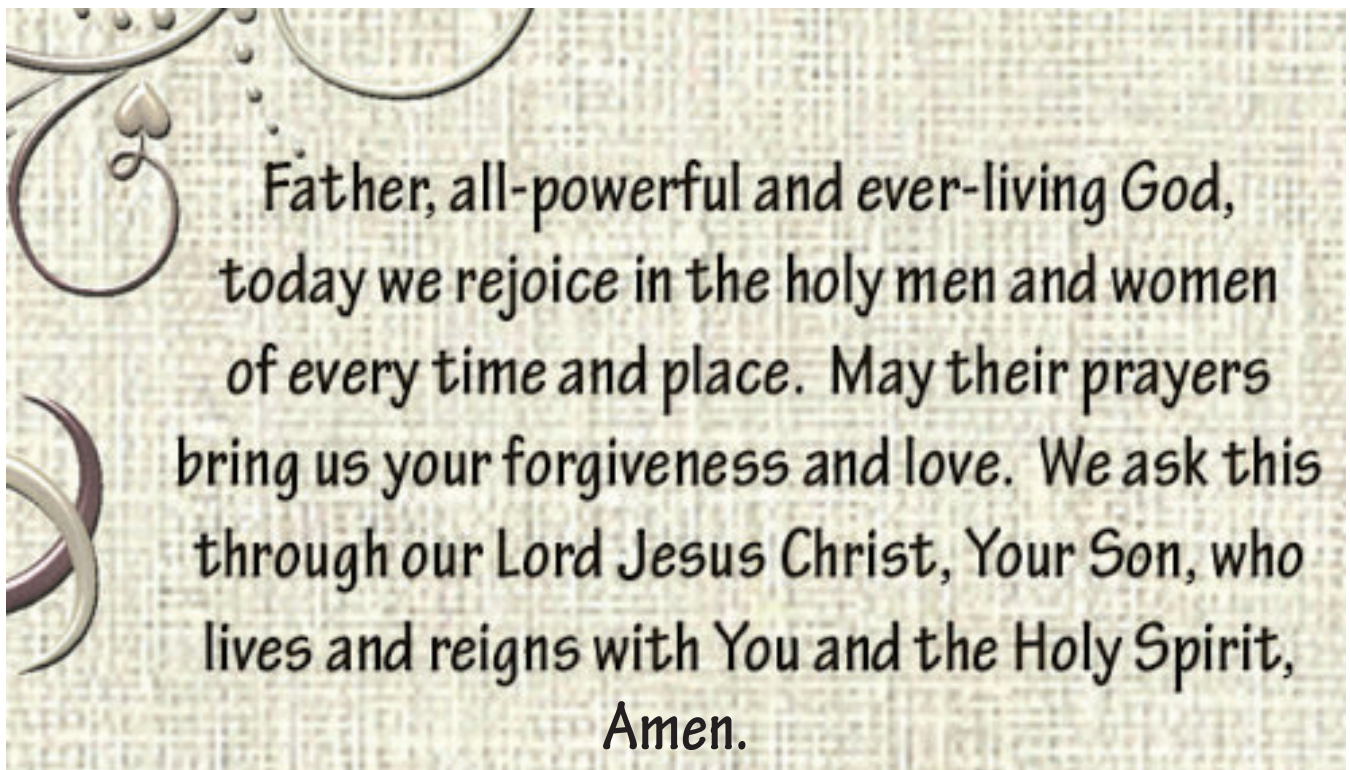 Father, all-powerful and ever-living God,
today we rejoice in the holy men and women
of every time and place. May their prayers
bring us your forgiveness and love. We ask this
through our Lord Jesus Christ, Your Son, who
lives and reigns with You and the Holy Spirit,
Amen.